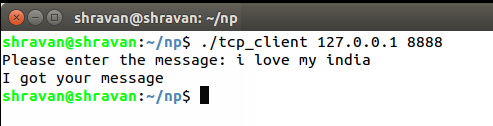 shravan@shravan: ~/np
shravan@shravan:~/np$ ./tcp_client 127.0.0.1 8888
Please enter the message: i love my india
I got your message
shravan@shravan:~/np$